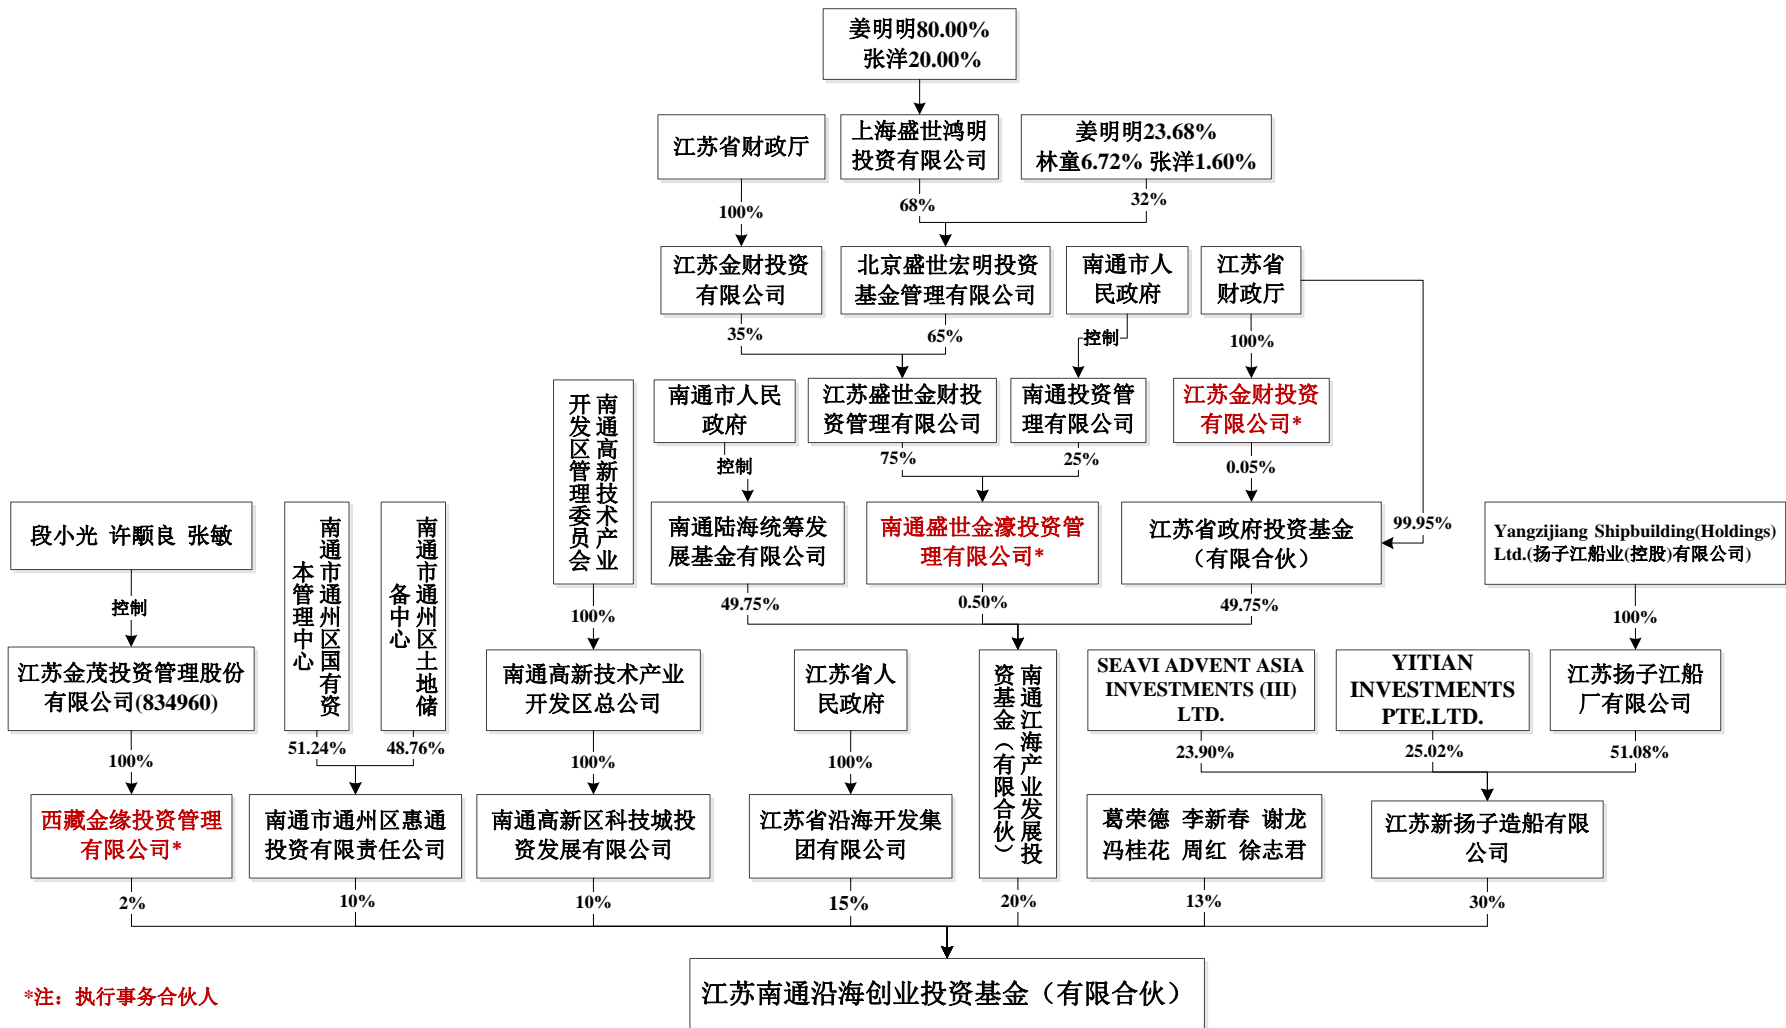 姜明明80.00%
张洋20.00%
江苏省财政厅
上海盛世鸿明
投资有限公司
姜明明23.68%
林童6.72% 张洋1.60%
100%
68%
32%
江苏金财投资
有限公司
北京盛世宏明投资
基金管理有限公司
南通市人
民政府
江苏省
财政厅
35%
65%
控制
100%
南通高新技术产业
开发区管理委员会
南通市人民
政府
江苏盛世金财投
资管理有限公司
南通投资管
理有限公司
江苏金财投资
有限公司*
控制
75%
25%
0.05%
99.95%
段小光 许颙良 张敏
南通市通州区国有资
本管理中心
南通市通州区土地储
备中心
南通陆海统筹发
展基金有限公司
南通盛世金濠投资管
理有限公司*
江苏省政府投资基金
（有限合伙）
Yangzijiang Shipbuilding(Holdings)
Ltd.(扬子江船业(控股)有限公司)
控制
100%
49.75%
0.50%
49.75%
100%
江苏金茂投资管理股份
有限公司(834960)
南通高新技术产业
开发区总公司
江苏省人
民政府
南通江海产业发展投
资基金（有限合伙）
SEAVI ADVENT ASIA
INVESTMENTS (III)
LTD.
YITIAN
INVESTMENTS
PTE.LTD.
江苏扬子江船
厂有限公司
100%
51.24%
48.76%
100%
100%
23.90%
25.02%
51.08%
西藏金缘投资管理
有限公司*
南通市通州区惠通
投资有限责任公司
南通高新区科技城投
资发展有限公司
江苏省沿海开发集
团有限公司
葛荣德 李新春 谢龙
冯桂花 周红 徐志君
江苏新扬子造船有限
公司
2%
10%
10%
15%
20%
13%
30%
江苏南通沿海创业投资基金（有限合伙）
*注：执行事务合伙人